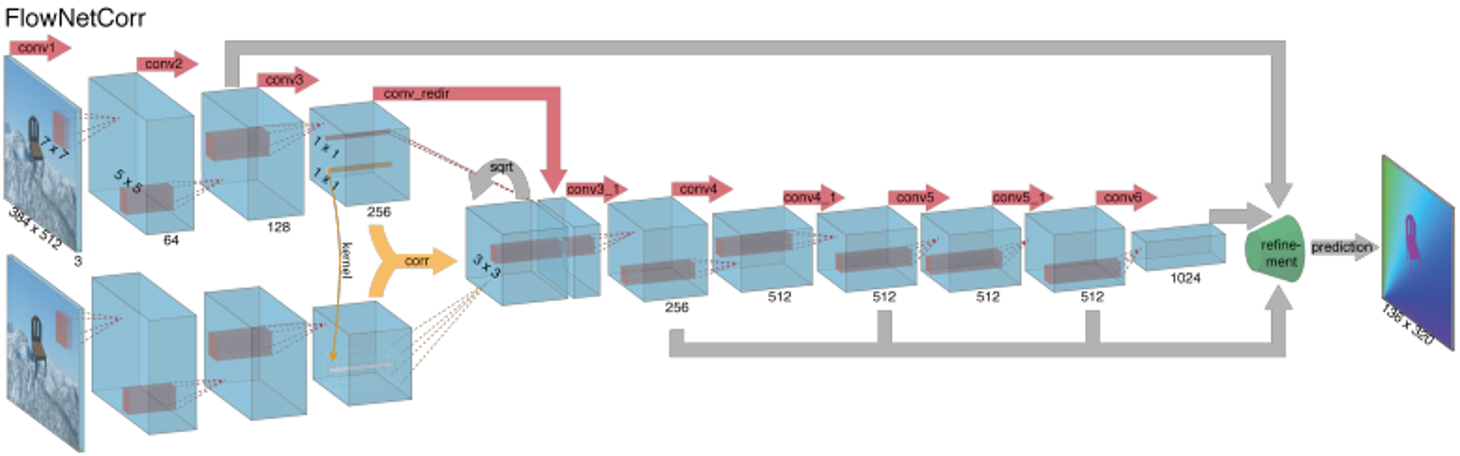 FlowNetCorr
conv1
conv2
conv3
conv_redir
7 x 7
5 x 5
1 x 1
1 x 1
384 x 512
3
64
128
256
kernel
corr
sqrt
3 x 3
conv3_1
conv4
conv4_1
conv5
conv5_1
conv6
256
512
512
512
512
1024
refine-
ment
prediction
136 x 320